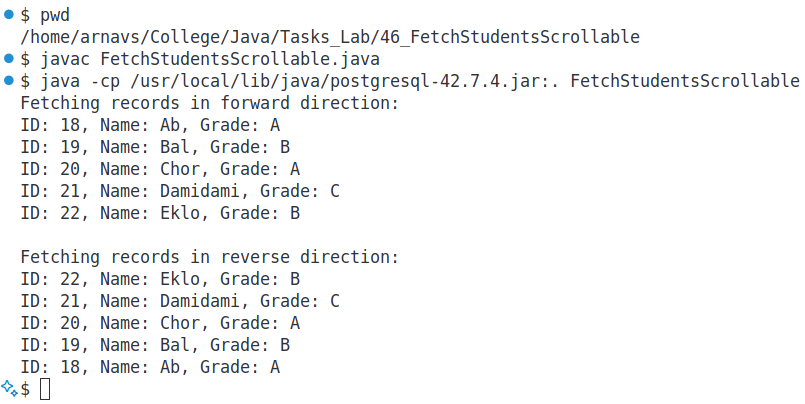 $ pwd
/home/arnavs/College/Java/Tasks_Lab/46_FetchStudentsScrollable
$ javac FetchStudentsScrollable.java
$ java -cp /usr/local/lib/java/postgresql-42.7.4.jar:. FetchStudentsScrollable
Fetching records in forward direction:
ID: 18, Name: Ab, Grade: A
ID: 19, Name: Bal, Grade: B
ID: 20, Name: Chor, Grade: A
ID: 21, Name: Damidami, Grade: C
ID: 22, Name: Eklo, Grade: B

Fetching records in reverse direction:
ID: 22, Name: Eklo, Grade: B
ID: 21, Name: Damidami, Grade: C
ID: 20, Name: Chor, Grade: A
ID: 19, Name: Bal, Grade: B
ID: 18, Name: Ab, Grade: A
$